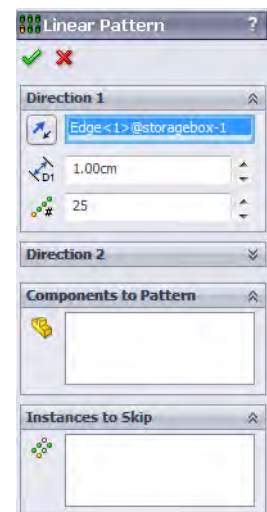 Linear Pattern ?
Direction 1
Edge<1>@storagebox-1
D1 1.00cm
# 25
Direction 2
Components to Pattern
Instances to Skip